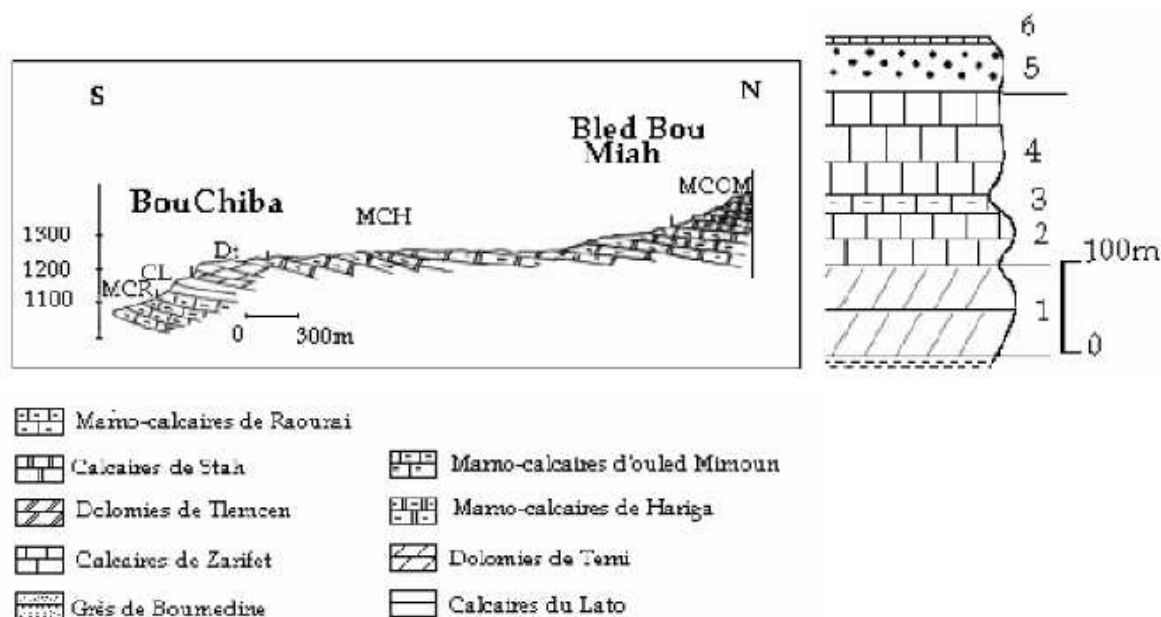 S
N
Bled Bou
Miah
BouChiba
MCOM
MCH
1300
1200
1100
CL
MCR
0 300m
6
5
4
3
2
1
100m
0
Marno-calcaires de Raourai
Calcaires de Stah
Dolomies de Tlemcen
Calcaires de Zarifet
Grès de Boumedine
Marno-calcaires d'ouled Mimoun
Marno-calcaires de Hariga
Dolomies de Terni
Calcaires du Lato